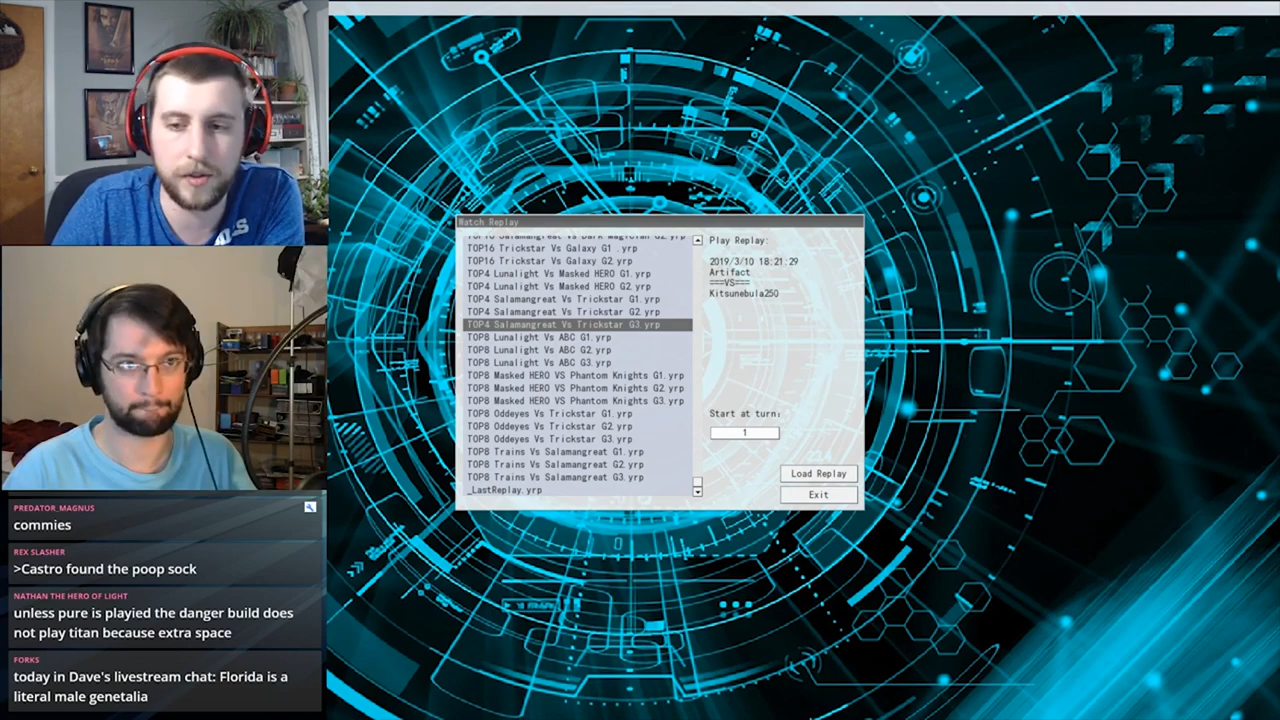 Watch Replay
TOP16 Salamangreat Vs Dark Magician G2.yrp
TOP16 Trickstar Vs Galaxy G1 .yrp
TOP16 Trickstar Vs Galaxy G2.yrp
TOP4 Lunalight Vs Masked HERO G1.yrp
TOP4 Lunalight Vs Masked HERO G2.yrp
TOP4 Salamangreat Vs Trickstar G1.yrp
TOP4 Salamangreat Vs Trickstar G2.yrp
TOP4 Salamangreat Vs Trickstar G3.yrp
TOP8 Lunalight Vs ABC G1.yrp
TOP8 Lunalight Vs ABC G2.yrp
TOP8 Lunalight Vs ABC G3.yrp
TOP8 Masked HERO VS Phantom Knights G1.yrp
TOP8 Masked HERO VS Phantom Knights G2.yrp
TOP8 Masked HERO VS Phantom Knights G3.yrp
TOP8 Oddeyes Vs Trickstar G1.yrp
TOP8 Oddeyes Vs Trickstar G2.yrp
TOP8 Oddeyes Vs Trickstar G3.yrp
TOP8 Trains Vs Salamangreat G1.yrp
TOP8 Trains Vs Salamangreat G2.yrp
TOP8 Trains Vs Salamangreat G3.yrp
_LastReplay.yrp
Play Replay:
2019/3/10 18:21:29
Artifact
===VS===
Kitsunebula250
Start at turn:
1
Load Replay
Exit
PREDATOR_MAGNUS
commies
REX SLASHER
>Castro found the poop sock
NATHAN THE HERO OF LIGHT
unless pure is playied the danger build does
not play titan because extra space
FORKS
today in Dave's livestream chat: Florida is a
literal male genetalia